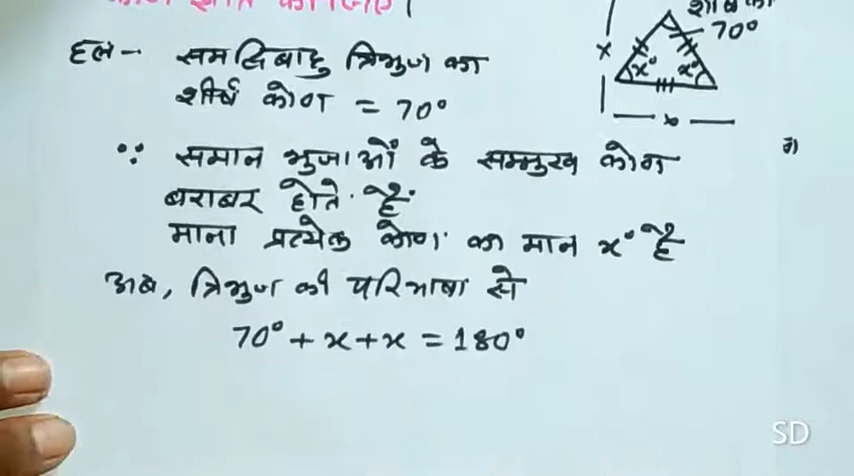 शीर्ष का
70°
हल- समद्विबाहु त्रिभुज का
शीर्ष कोण = 70°
x x° x°
x
∵ समान भुजाओं के सम्मुख कोण
बराबर होते हैं
माना प्रत्येक कोण का मान x° है
अब, त्रिभुज की परिभाषा से
70° + x + x = 180°
SD